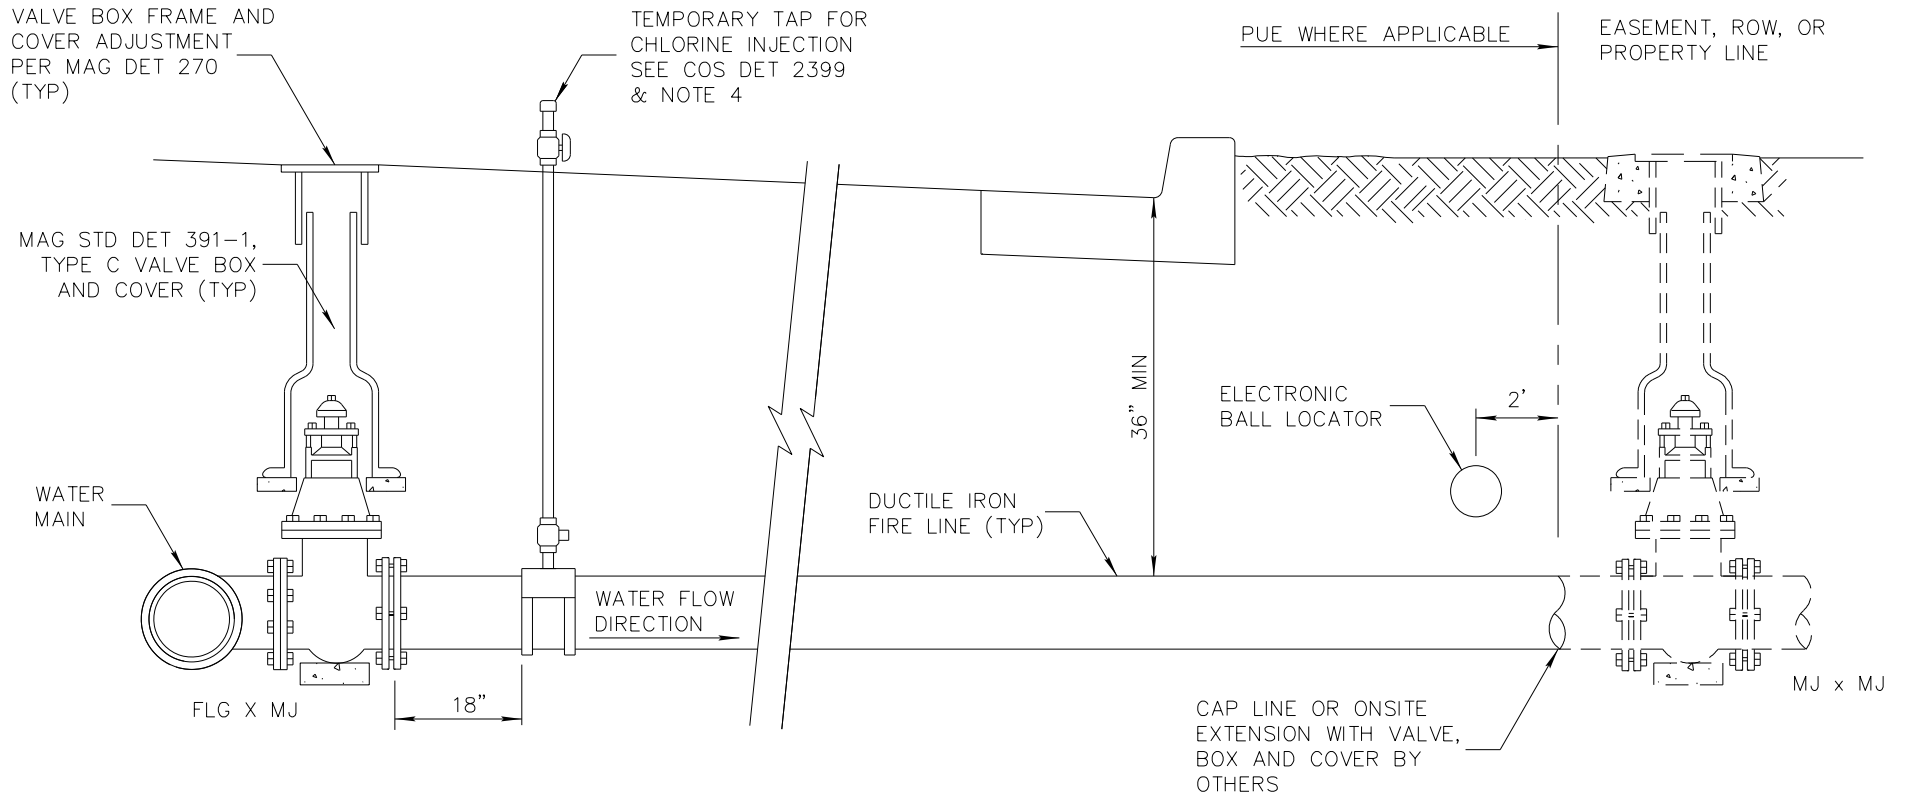 VALVE BOX FRAME AND
COVER ADJUSTMENT
PER MAG DET 270
(TYP)
TEMPORARY TAP FOR
CHLORINE INJECTION
SEE COS DET 2399
& NOTE 4
PUE WHERE APPLICABLE
EASEMENT, ROW, OR
PROPERTY LINE
MAG STD DET 391-1,
TYPE C VALVE BOX
AND COVER (TYP)
36" MIN
ELECTRONIC
BALL LOCATOR
2'
WATER
MAIN
DUCTILE IRON
FIRE LINE (TYP)
WATER FLOW
DIRECTION
FLG X MJ
18"
MJ x MJ
CAP LINE OR ONSITE
EXTENSION WITH VALVE,
BOX AND COVER BY
OTHERS